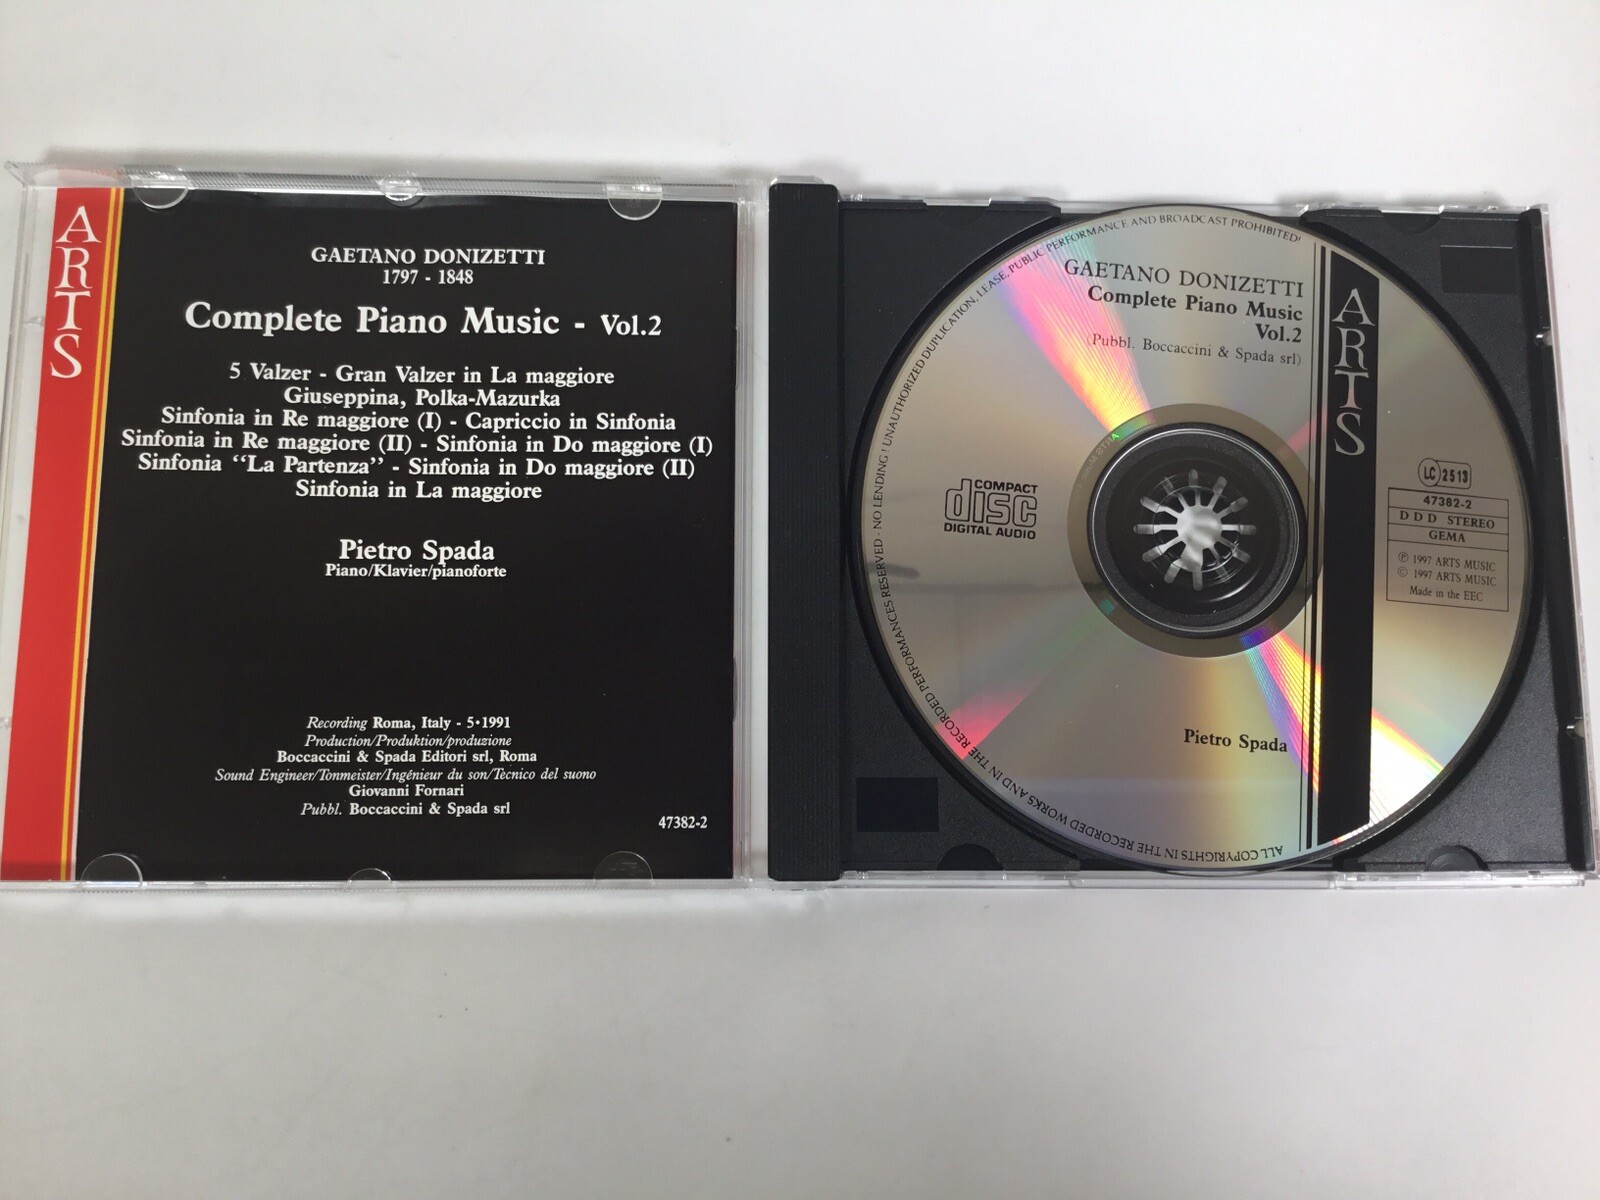 ARTS
GAETANO DONIZETTI
1797 - 1848
Complete Piano Music - Vol.2
5 Valzer - Gran Valzer in La maggiore
Giuseppina, Polka-Mazurka
Sinfonia in Re maggiore (I) - Capriccio in Sinfonia
Sinfonia in Re maggiore (II) - Sinfonia in Do maggiore (I)
Sinfonia "La Partenza" - Sinfonia in Do maggiore (II)
Sinfonia in La maggiore
Pietro Spada
Piano/Klavier/pianoforte
Recording Roma, Italy - 5•1991
Production/Produktion/produzione
Boccaccini & Spada Editori srl, Roma
Sound Engineer/Tonmeister/Ingénieur du son/Tècnico del suono
Giovanni Fornari
Pubbl. Boccaccini & Spada srl
47382-2
ALL COPYRIGHTS IN THE RECORDED WORKS AND IN THE RECORDED PERFORMANCES RESERVED - NO LENDING! UNAUTHORIZED DUPLICATION, LEASE, PUBLIC PERFORMANCE AND BROADCAST PROHIBITED!
GAETANO DONIZETTI
Complete Piano Music
Vol.2
(Pubbl. Boccaccini & Spada srl)
ARTS
COMPACT
disc
DIGITAL AUDIO
LC 2513
47382-2
D D D STEREO
GEMA
℗ 1997 ARTS MUSIC
© 1997 ARTS MUSIC
Made in the EEC
Pietro Spada